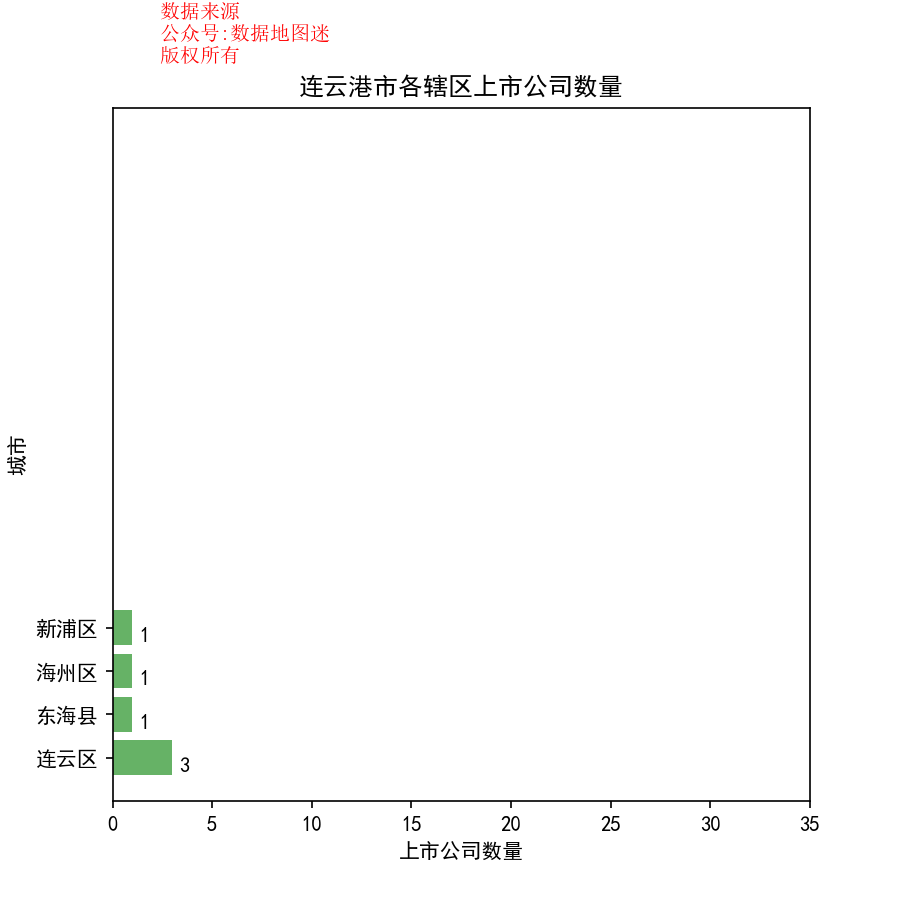 数据来源
公众号:数据地图迷
版权所有
连云港市各辖区上市公司数量
城市
新浦区
1
海州区
1
东海县
1
连云区
3
0 5 10 15 20 25 30 35
上市公司数量